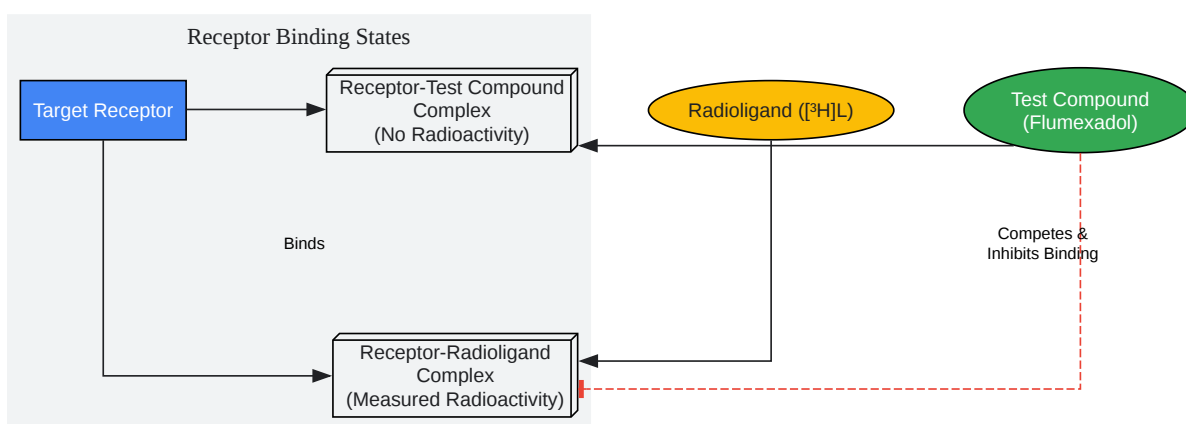 Receptor Binding States
Target Receptor
Receptor-Test Compound
Complex
(No Radioactivity)
Radioligand ([³H]L)
Test Compound
(Flumexadol)
Binds
Competes &
Inhibits Binding
Receptor-Radioligand
Complex
(Measured Radioactivity)